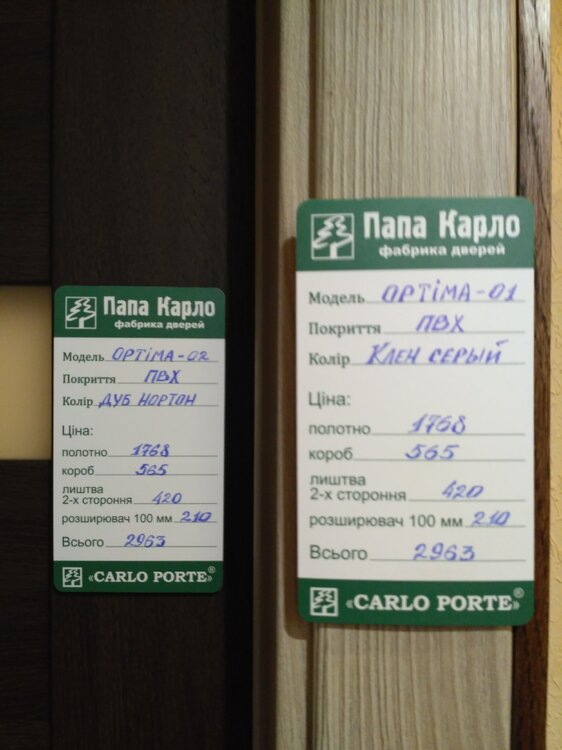 Папа Карло
фабрика дверей
Модель OPTiMA-02
Покриття ПВХ
Колір ДУБ НОРТОН
Ціна:
полотно 1768
короб 565
лиштва
2-х стороння 420
розширювач 100 мм 210
Всього 2963
«CARLO PORTE»®
Папа Карло
фабрика дверей
Модель OPTiMA-01
Покриття ПВХ
Колір КЛЕН СЕРЫЙ
Ціна:
полотно 1768
короб 565
лиштва
2-х стороння 420
розширювач 100 мм 210
Всього 2963
«CARLO PORTE»®